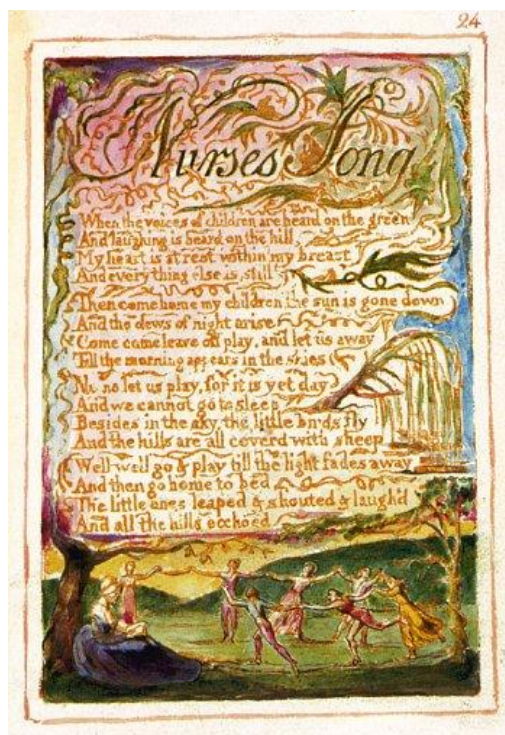 24
Nurses Song
When the voices of children are heard on the green
And laughing is heard on the hill
My heart is at rest within my breast
And every thing else is still
Then come home my children the sun is gone down
And the dews of night arise
Come come leave off play, and let us away
Till the morning appears in the skies
No no let us play, for it is yet day
And we cannot go to sleep
Besides in the sky, the little birds fly
And the hills are all coverd with sheep
Well well go & play till the light fades away
And then go home to bed
The little ones leaped & shouted & laugh'd
And all the hills ecchoed